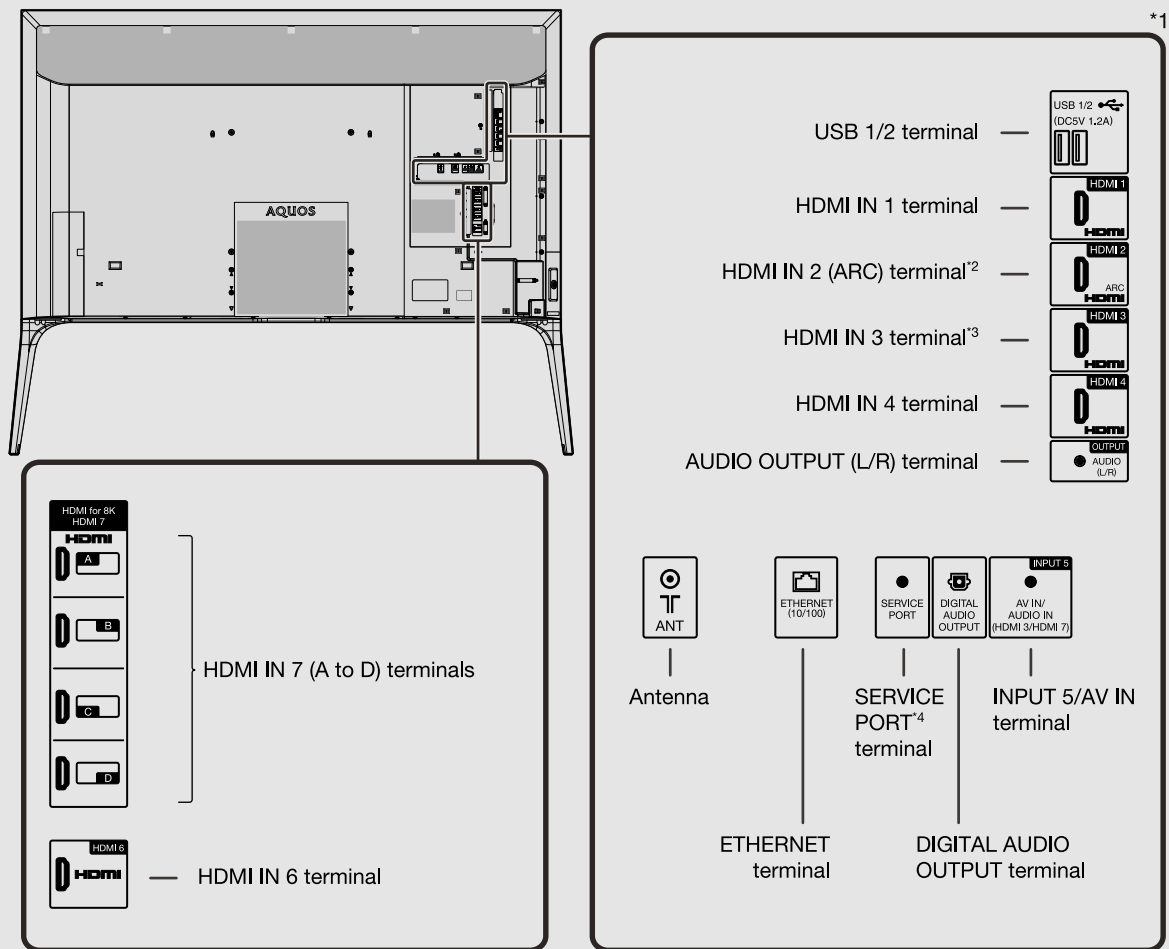 *1
AQUOS
USB 1/2 terminal
USB 1/2
(DC5V 1.2A)
HDMI IN 1 terminal
HDMI 1
HDMI
HDMI IN 2 (ARC) terminal*2
HDMI 2
ARC
HDMI
HDMI IN 3 terminal*3
HDMI 3
HDMI
HDMI IN 4 terminal
HDMI 4
HDMI
AUDIO OUTPUT (L/R) terminal
OUTPUT
AUDIO
(L/R)
ANT
ETHERNET
(10/100)
SERVICE
PORT
DIGITAL
AUDIO
OUTPUT
INPUT 5
AV IN/
AUDIO IN
(HDMI 3/HDMI 7)
Antenna
SERVICE
PORT*4
terminal
INPUT 5/AV IN
terminal
ETHERNET
terminal
DIGITAL AUDIO
OUTPUT terminal
HDMI for 8K
HDMI 7
HDMI
A
B
C
D
HDMI IN 7 (A to D) terminals
HDMI 6
HDMI
HDMI IN 6 terminal